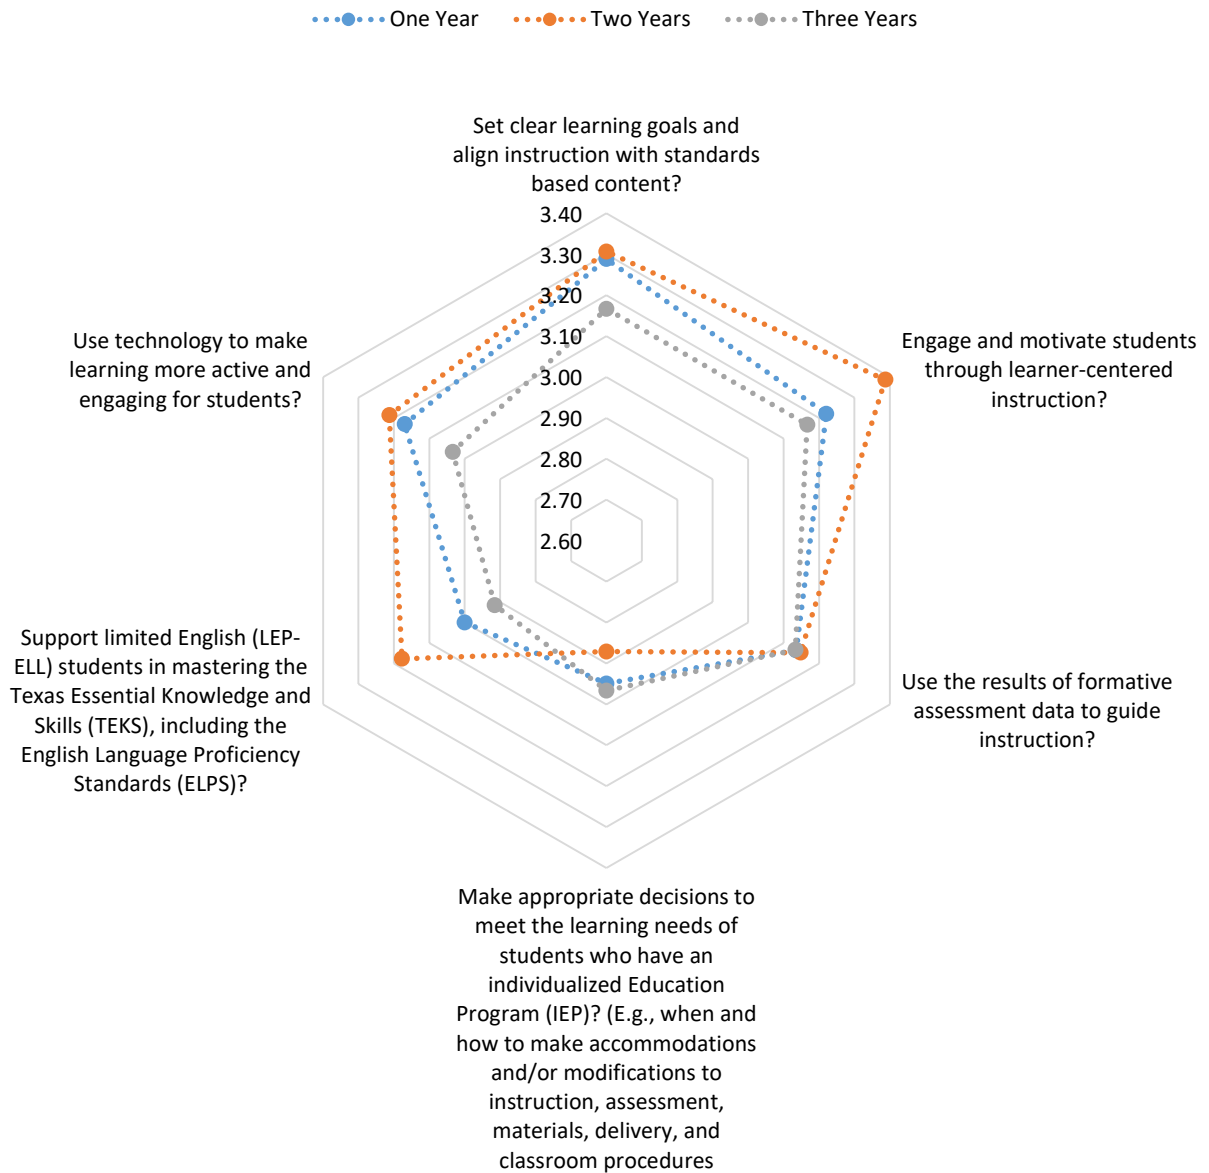 One Year Two Years Three Years
Set clear learning goals and
align instruction with standards
based content?
3.40
3.30
3.20
3.10
3.00
2.90
2.80
2.70
2.60
Engage and motivate students
through learner-centered
instruction?
Use the results of formative
assessment data to guide
instruction?
Make appropriate decisions to
meet the learning needs of
students who have an
individualized Education
Program (IEP)? (E.g., when and
how to make accommodations
and/or modifications to
instruction, assessment,
materials, delivery, and
classroom procedures
Support limited English (LEP-
ELL) students in mastering the
Texas Essential Knowledge and
Skills (TEKS), including the
English Language Proficiency
Standards (ELPS)?
Use technology to make
learning more active and
engaging for students?